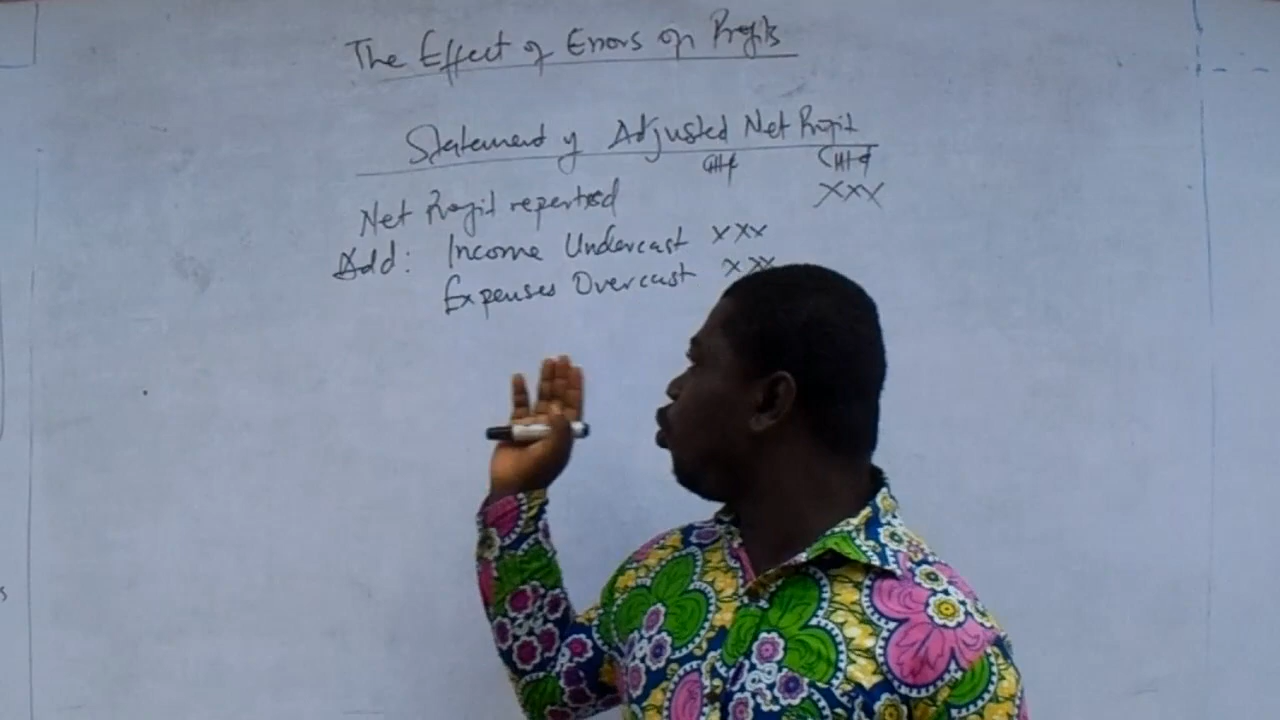 The Effect of Errors on Profits
Statement of Adjusted Net Profit
GH¢ GH¢
Net Profit reported XXX
Add: Income Undercast XXX
Expenses Overcast XXX
s